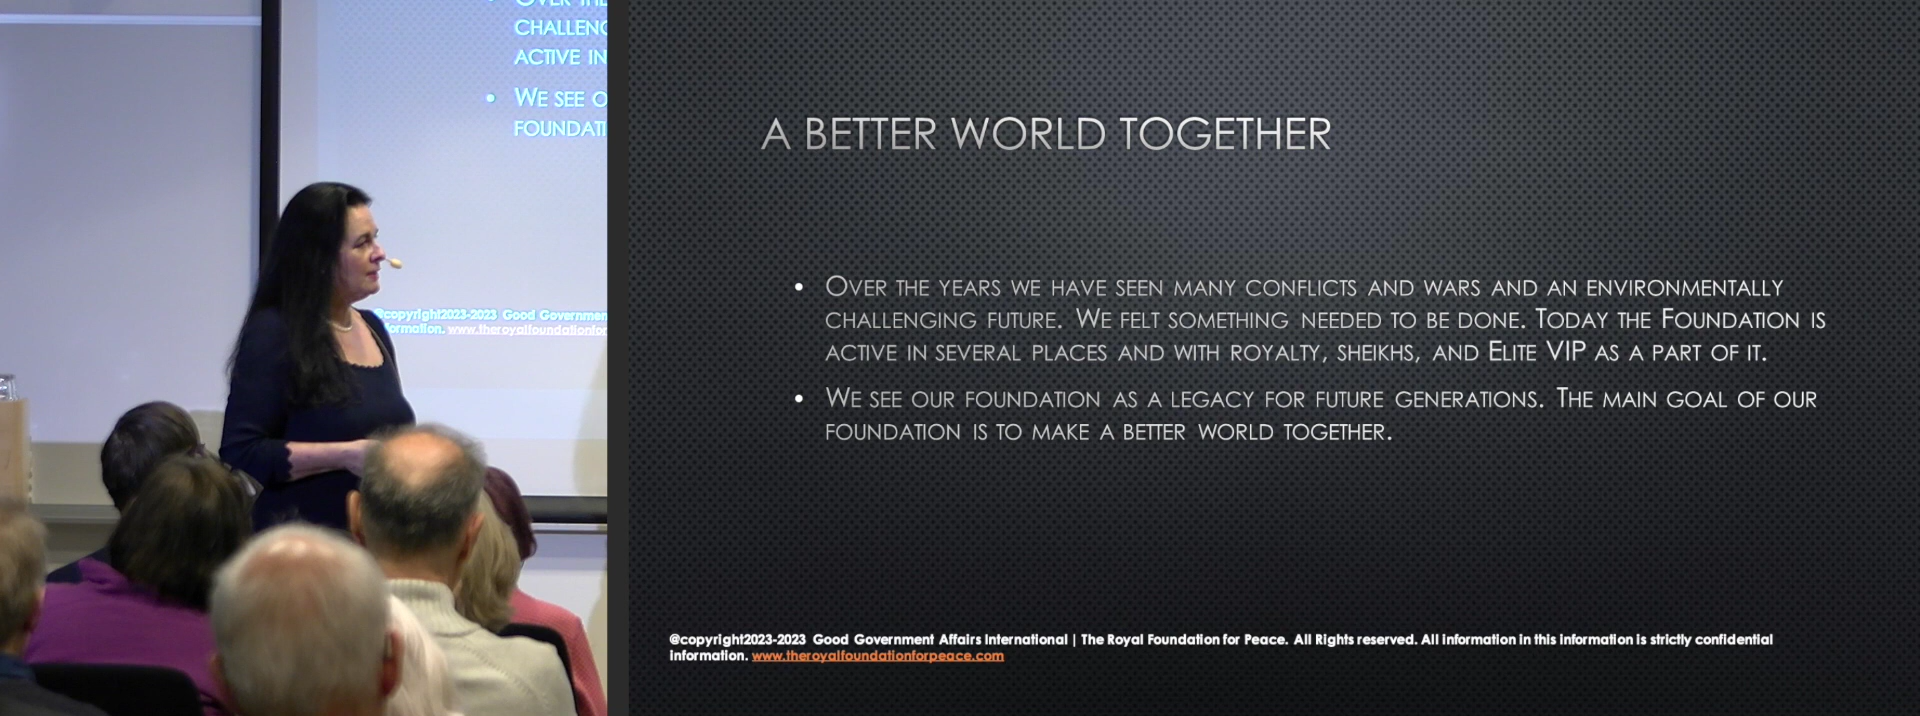 • Over the
challeng
active in
• We see o
foundati
@copyright2023-2023 Good Governmen
formation. www.theroyalfoundationfor
A BETTER WORLD TOGETHER
• Over the years we have seen many conflicts and wars and an environmentally
challenging future. We felt something needed to be done. Today the Foundation is
active in several places and with royalty, sheikhs, and Elite VIP as a part of it.
• We see our foundation as a legacy for future generations. The main goal of our
foundation is to make a better world together.
@copyright2023-2023 Good Government Affairs International | The Royal Foundation for Peace. All Rights reserved. All information in this information is strictly confidential
information. www.theroyalfoundationforpeace.com